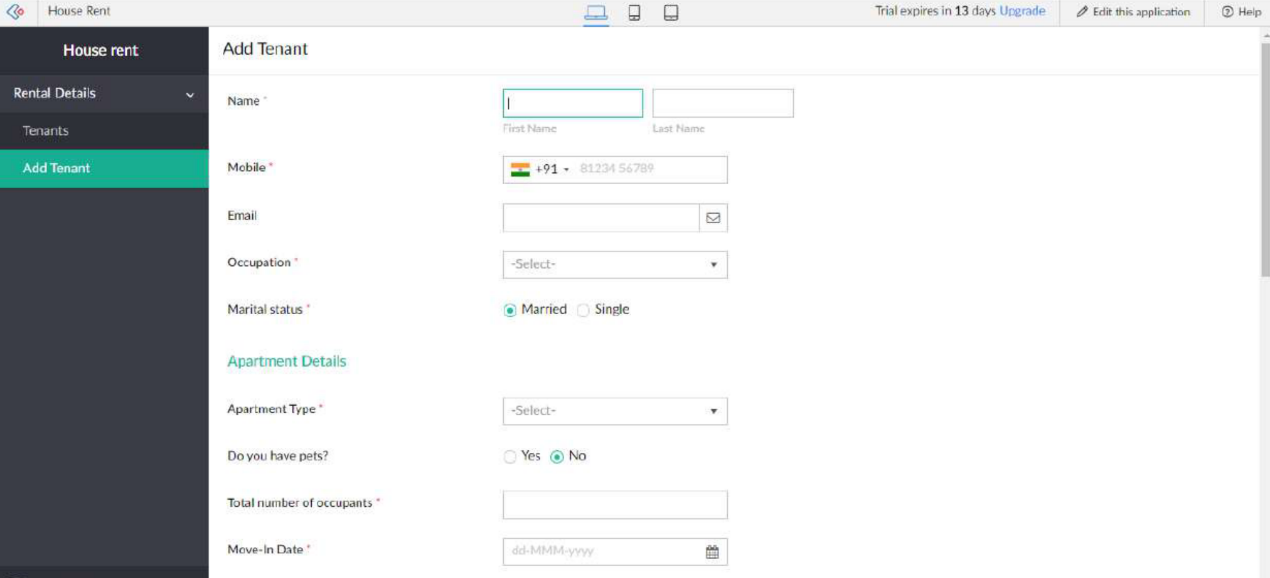 House Rent
Trial expires in 13 days Upgrade
Edit this application
Help
House rent
Rental Details
Tenants
Add Tenant
Add Tenant
Name *
First Name
Last Name
Mobile *
+91
81234 56789
Email
Occupation *
-Select-
Marital status *
Married
Single
Apartment Details
Apartment Type *
-Select-
Do you have pets?
Yes
No
Total number of occupants *
Move-In Date *
dd-MMM-yyyy